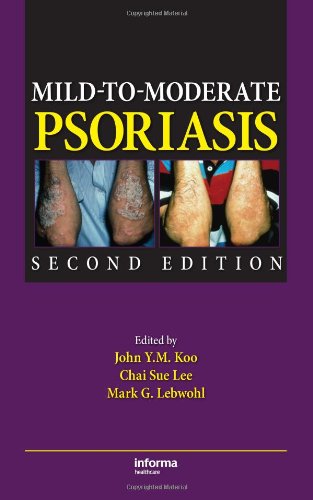 MILD-TO-MODERATE
PSORIASIS
SECOND EDITION
Edited by
John Y.M. Koo
Chai Sue Lee
Mark G. Lebwohl
informa
healthcare